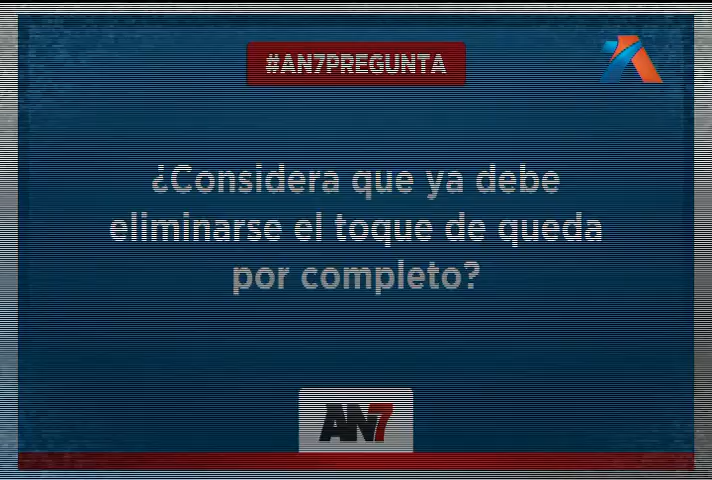 #AN7PREGUNTA
¿Considera que ya debe
eliminarse el toque de queda
por completo?
AN7